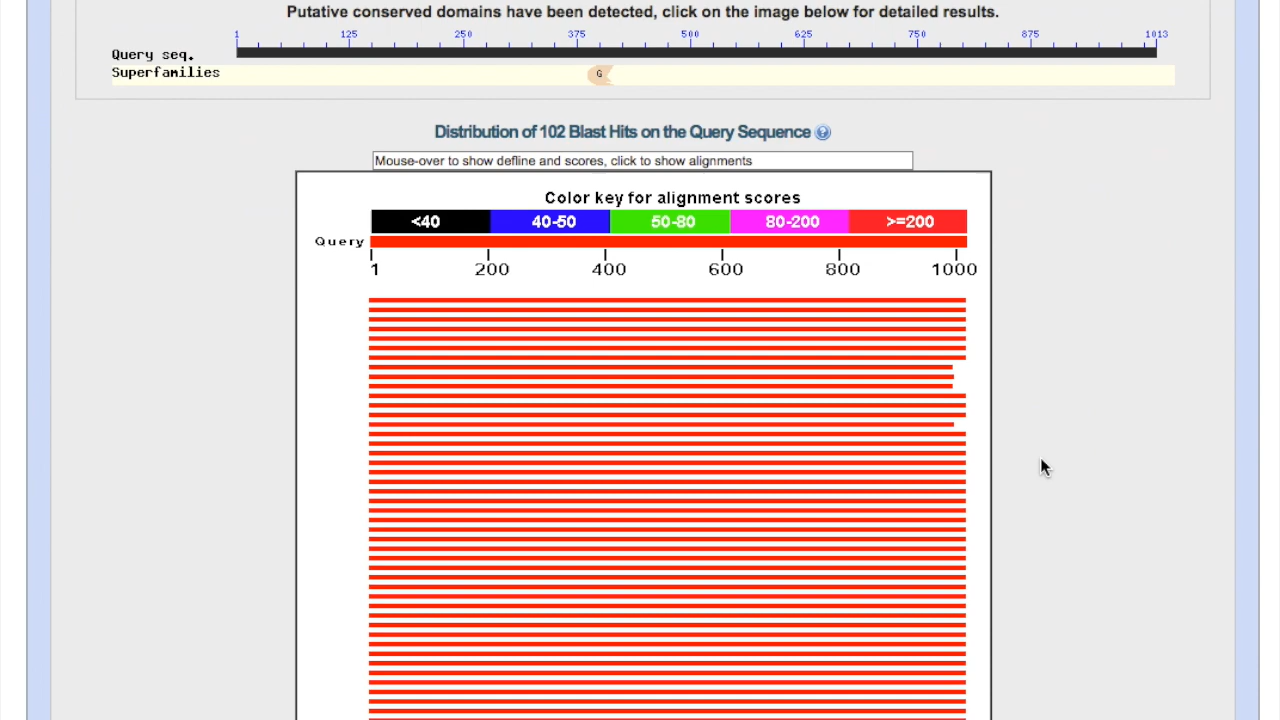 Putative conserved domains have been detected, click on the image below for detailed results.
1 125 250 375 500 625 750 875 1013
Query seq.
Superfamilies G
Distribution of 102 Blast Hits on the Query Sequence ?
Mouse-over to show defline and scores, click to show alignments
Color key for alignment scores
<40 40-50 50-80 80-200 >=200
Query
1 200 400 600 800 1000